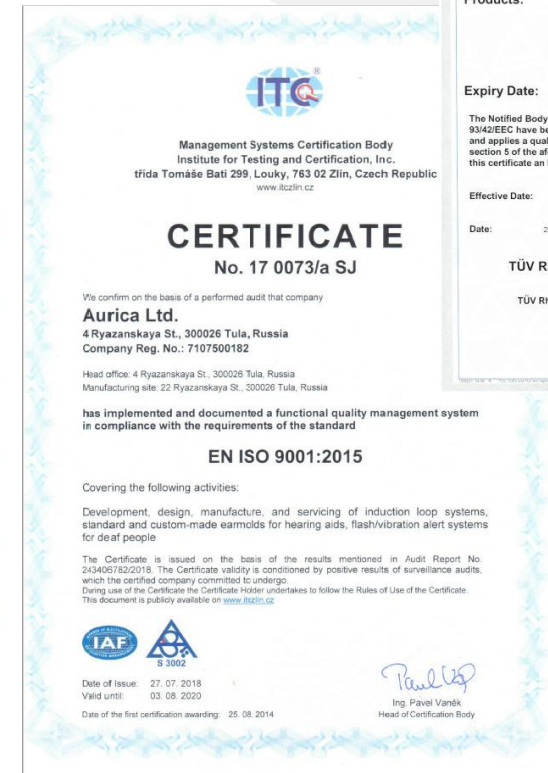 ITC ®
Management Systems Certification Body
Institute for Testing and Certification, Inc.
třída Tomáše Bati 299, Louky, 763 02 Zlín, Czech Republic
www.itczlin.cz
CERTIFICATE
No. 17 0073/a SJ
We confirm on the basis of a performed audit that company
Aurica Ltd.
4 Ryazanskaya St., 300026 Tula, Russia
Company Reg. No.: 7107500182
Head office: 4 Ryazanskaya St., 300026 Tula, Russia
Manufacturing site: 22 Ryazanskaya St., 300026 Tula, Russia
has implemented and documented a functional quality management system
in compliance with the requirements of the standard
EN ISO 9001:2015
Covering the following activities:
Development, design, manufacture, and servicing of induction loop systems,
standard and custom-made earmolds for hearing aids, flash/vibration alert systems
for deaf people
The Certificate is issued on the basis of the results mentioned in Audit Report No.
243406782/2018. The Certificate validity is conditioned by positive results of surveillance audits,
which the certified company committed to undergo.
During use of the Certificate the Certificate Holder undertakes to follow the Rules of Use of the Certificate.
This document is publicly available on www.itczlin.cz
IAF
S 3002
Date of Issue: 27. 07. 2018
Valid until: 03. 08. 2020
Date of the first certification awarding: 25. 08. 2014
Ing. Pavel Vaněk
Head of Certification Body
Products:
Expiry Date:
The Notified Body
93/42/EEC have be
and applies a qual
section 5 of the af
this certificate an
Effective Date:
Date: 2
TÜV R
TÜV R